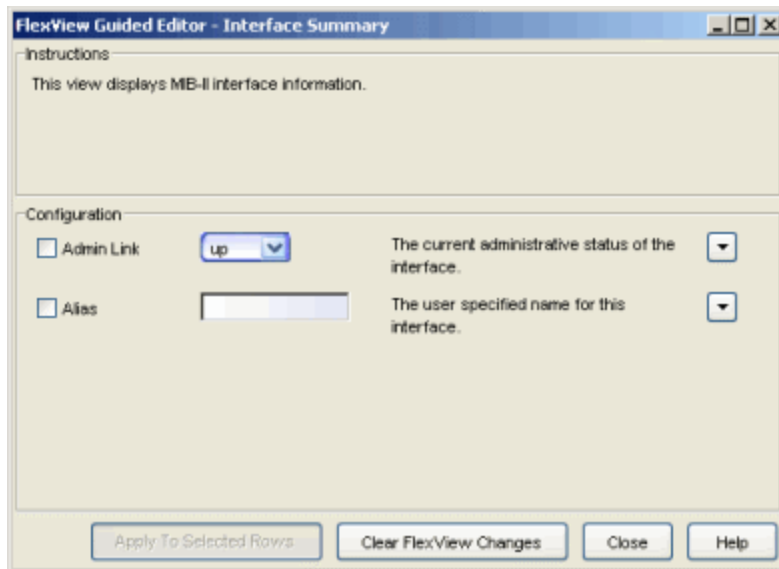 FlexView Guided Editor - Interface Summary
Instructions
This view displays MIB-II interface information.
Configuration
Admin Link
up
The current administrative status of the
interface.
Alias
The user specified name for this
interface.
Apply To Selected Rows
Clear FlexView Changes
Close
Help